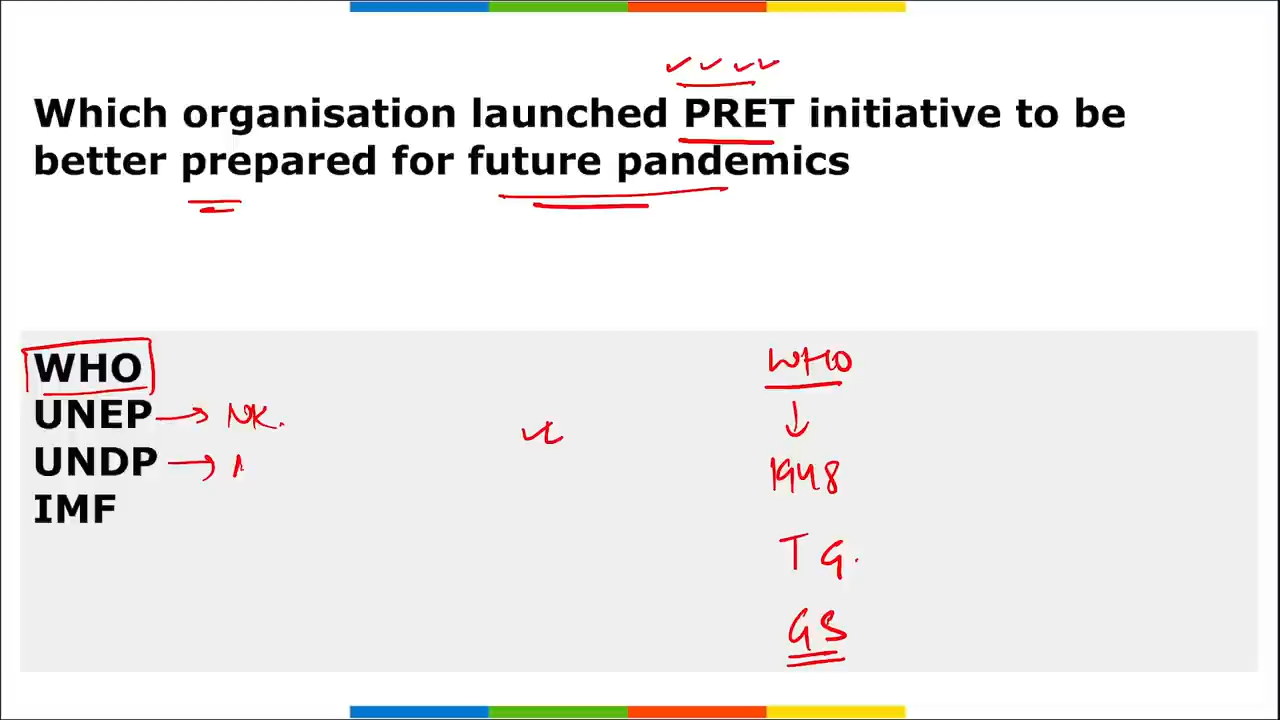 Which organisation launched PRET initiative to be
better prepared for future pandemics
WHO
UNEP → NK.
UNDP →
IMF
WHO
↓
1948
TG.
GS